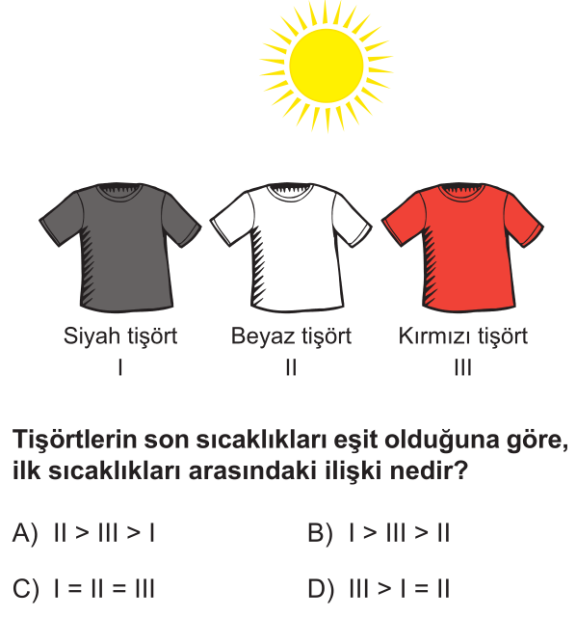 Siyah tişört
Beyaz tişört
Kırmızı tişört
I
II
III
Tişörtlerin son sıcaklıkları eşit olduğuna göre,
ilk sıcaklıkları arasındaki ilişki nedir?
A) II > III > I
B) I > III > II
C) I = II = III
D) III > I = II